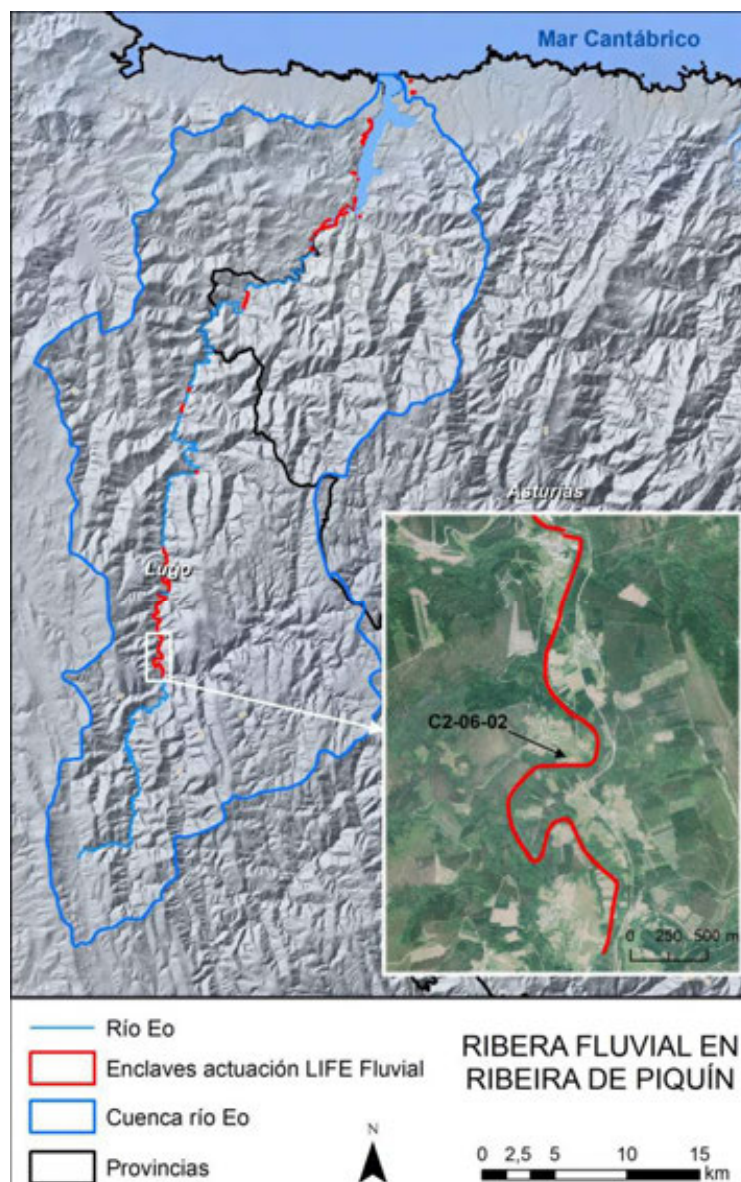 Mar Cantábrico
Asturias
Lugo
C2-06-02
0 250 500 m
Río Eo
Enclaves actuación LIFE Fluvial
Cuenca río Eo
Provincias
RIBERA FLUVIAL EN
RIBEIRA DE PIQUÍN
N
0 2,5 5 10 15
km